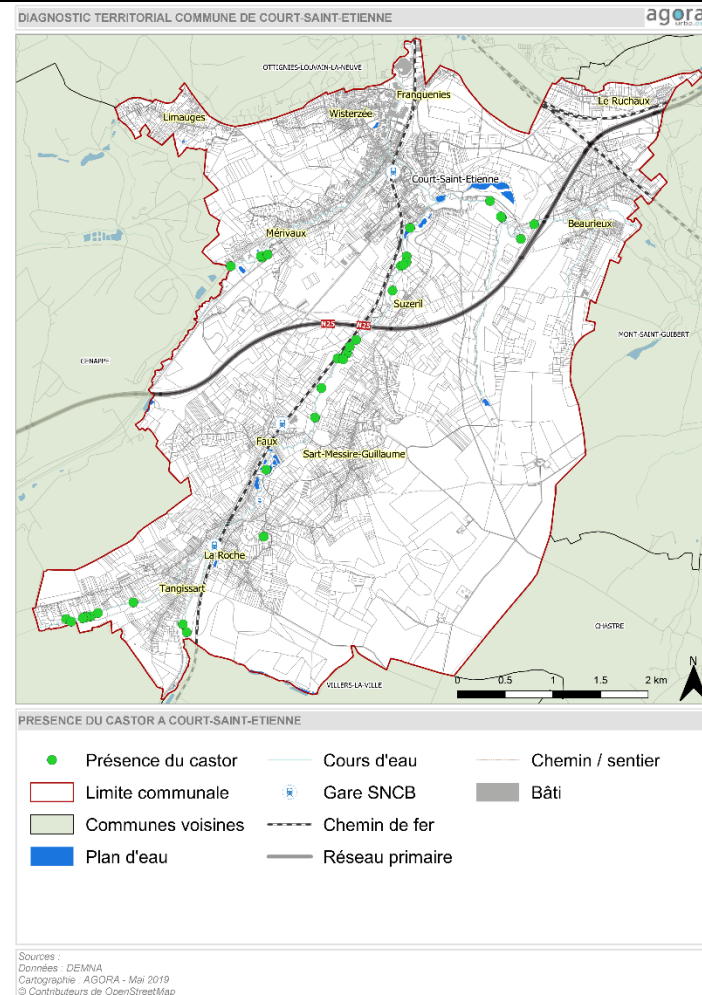 DIAGNOSTIC TERRITORIAL COMMUNE DE COURT-SAINT-ETIENNE
agora
OTTIGNIES-LOUVAIN-LA-NEUVE
Franquenies
Le Ruchaux
Limauges
Wisterzée
Court-Saint-Etienne
Beaurieux
Mérivaux
Suzeril
N25
N25
MONT-SAINT-GUIBERT
GENAPPE
Faux
Sart-Messire-Guillaume
La Roche
Tangissart
CHASTRE
VILLERS-LA-VILLE
N
0 0.5 1 1.5 2 km
PRESENCE DU CASTOR A COURT-SAINT-ETIENNE
Présence du castor
Cours d'eau
Chemin / sentier
Limite communale
Gare SNCB
Bâti
Communes voisines
Chemin de fer
Plan d'eau
Réseau primaire
Sources :
Données : DEMNA
Cartographie : AGORA - Mai 2019
© Contributeurs de OpenStreetMap